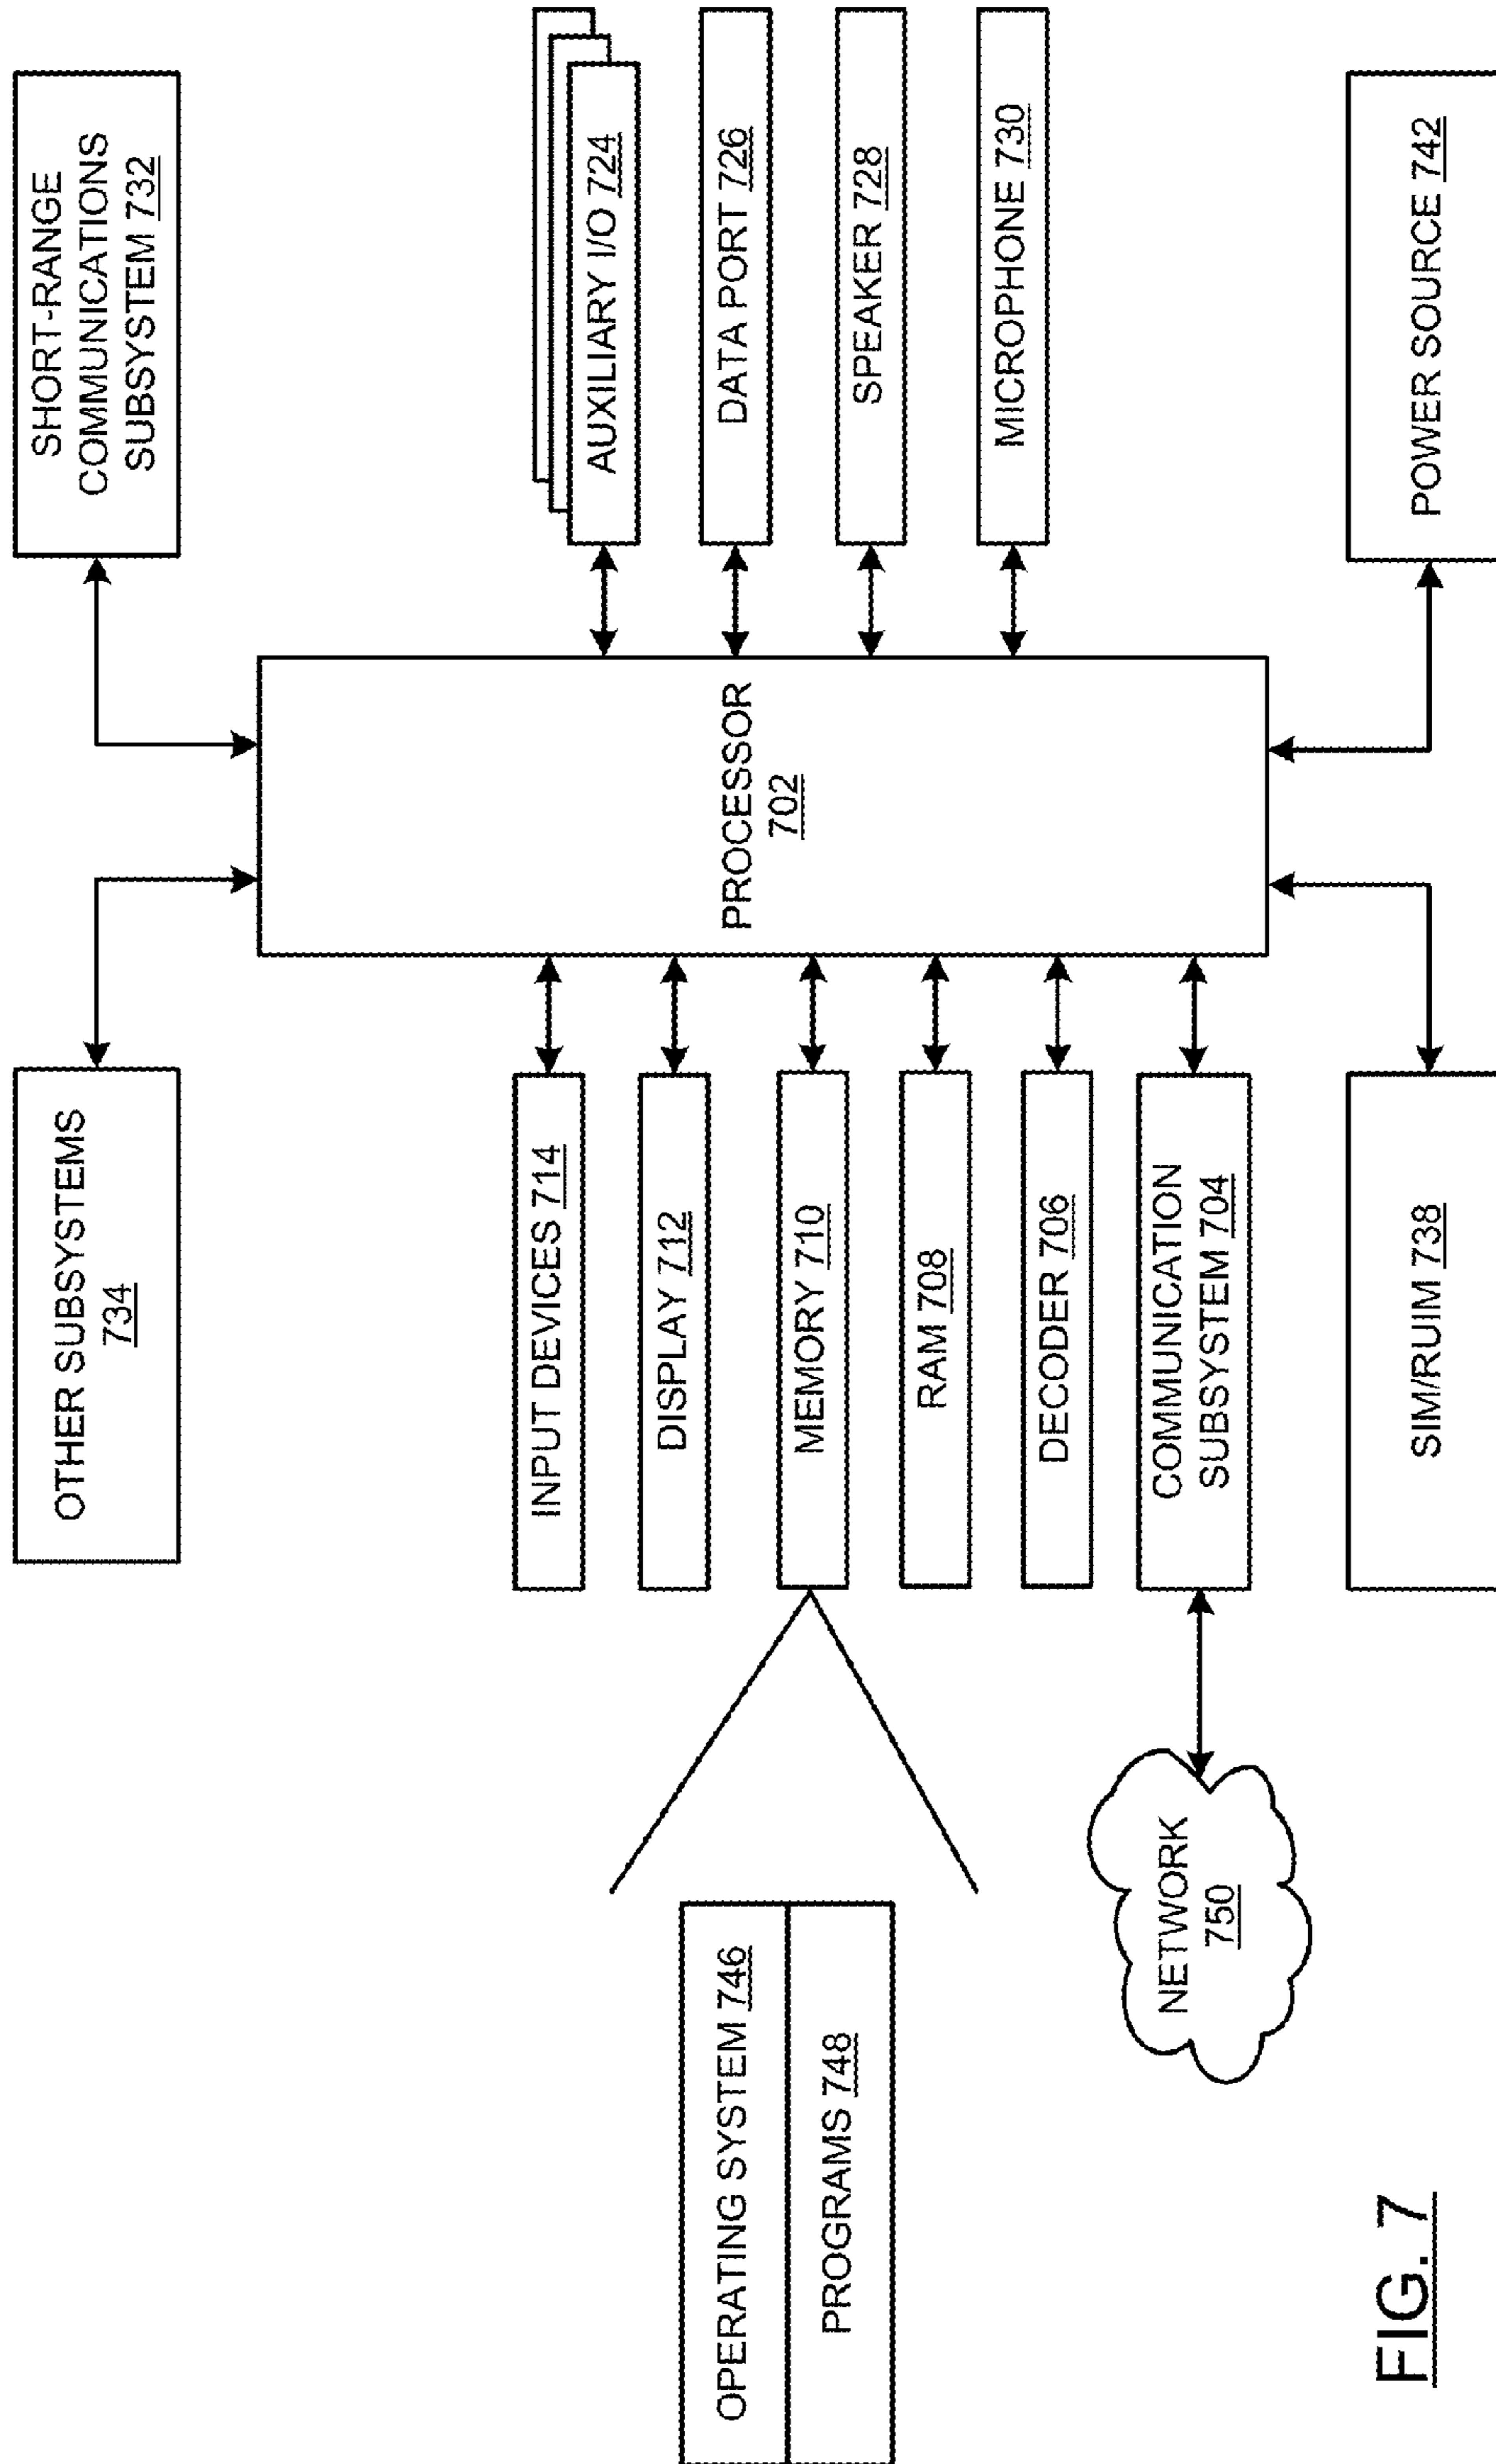 OTHER SUBSYSTEMS
734
SHORT-RANGE
COMMUNICATIONS
SUBSYSTEM 732
INPUT DEVICES 714
DISPLAY 712
MEMORY 710
RAM 708
DECODER 706
COMMUNICATION
SUBSYSTEM 704
OPERATING SYSTEM 746
PROGRAMS 748
NETWORK
750
PROCESSOR
702
AUXILIARY I/O 724
DATA PORT 726
SPEAKER 728
MICROPHONE 730
SIM/RUIM 738
POWER SOURCE 742
FIG. 7